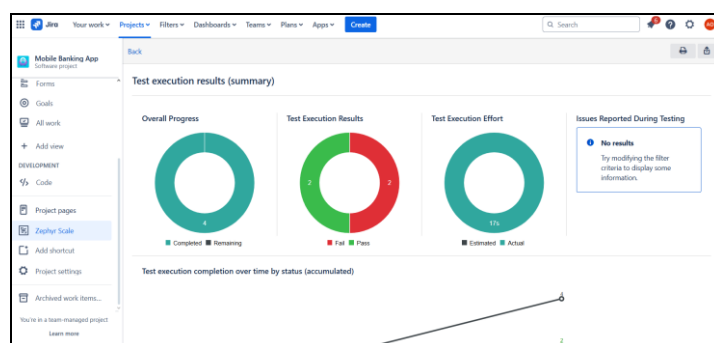 Jira
Your work
Projects
Filters
Dashboards
Teams
Plans
Apps
Create
Search
Mobile Banking App
Software project
Back
Forms
Goals
All work
Add view
DEVELOPMENT
Code
Project pages
Zephyr Scale
Add shortcut
Project settings
Archived work items...
You're in a team-managed project
Learn more
Test execution results (summary)
Overall Progress
4
Completed
Remaining
Test Execution Results
2
2
Fail
Pass
Test Execution Effort
17s
Estimated
Actual
Issues Reported During Testing
No results
Try modifying the filter
criteria to display some
information.
Test execution completion over time by status (accumulated)
4
2